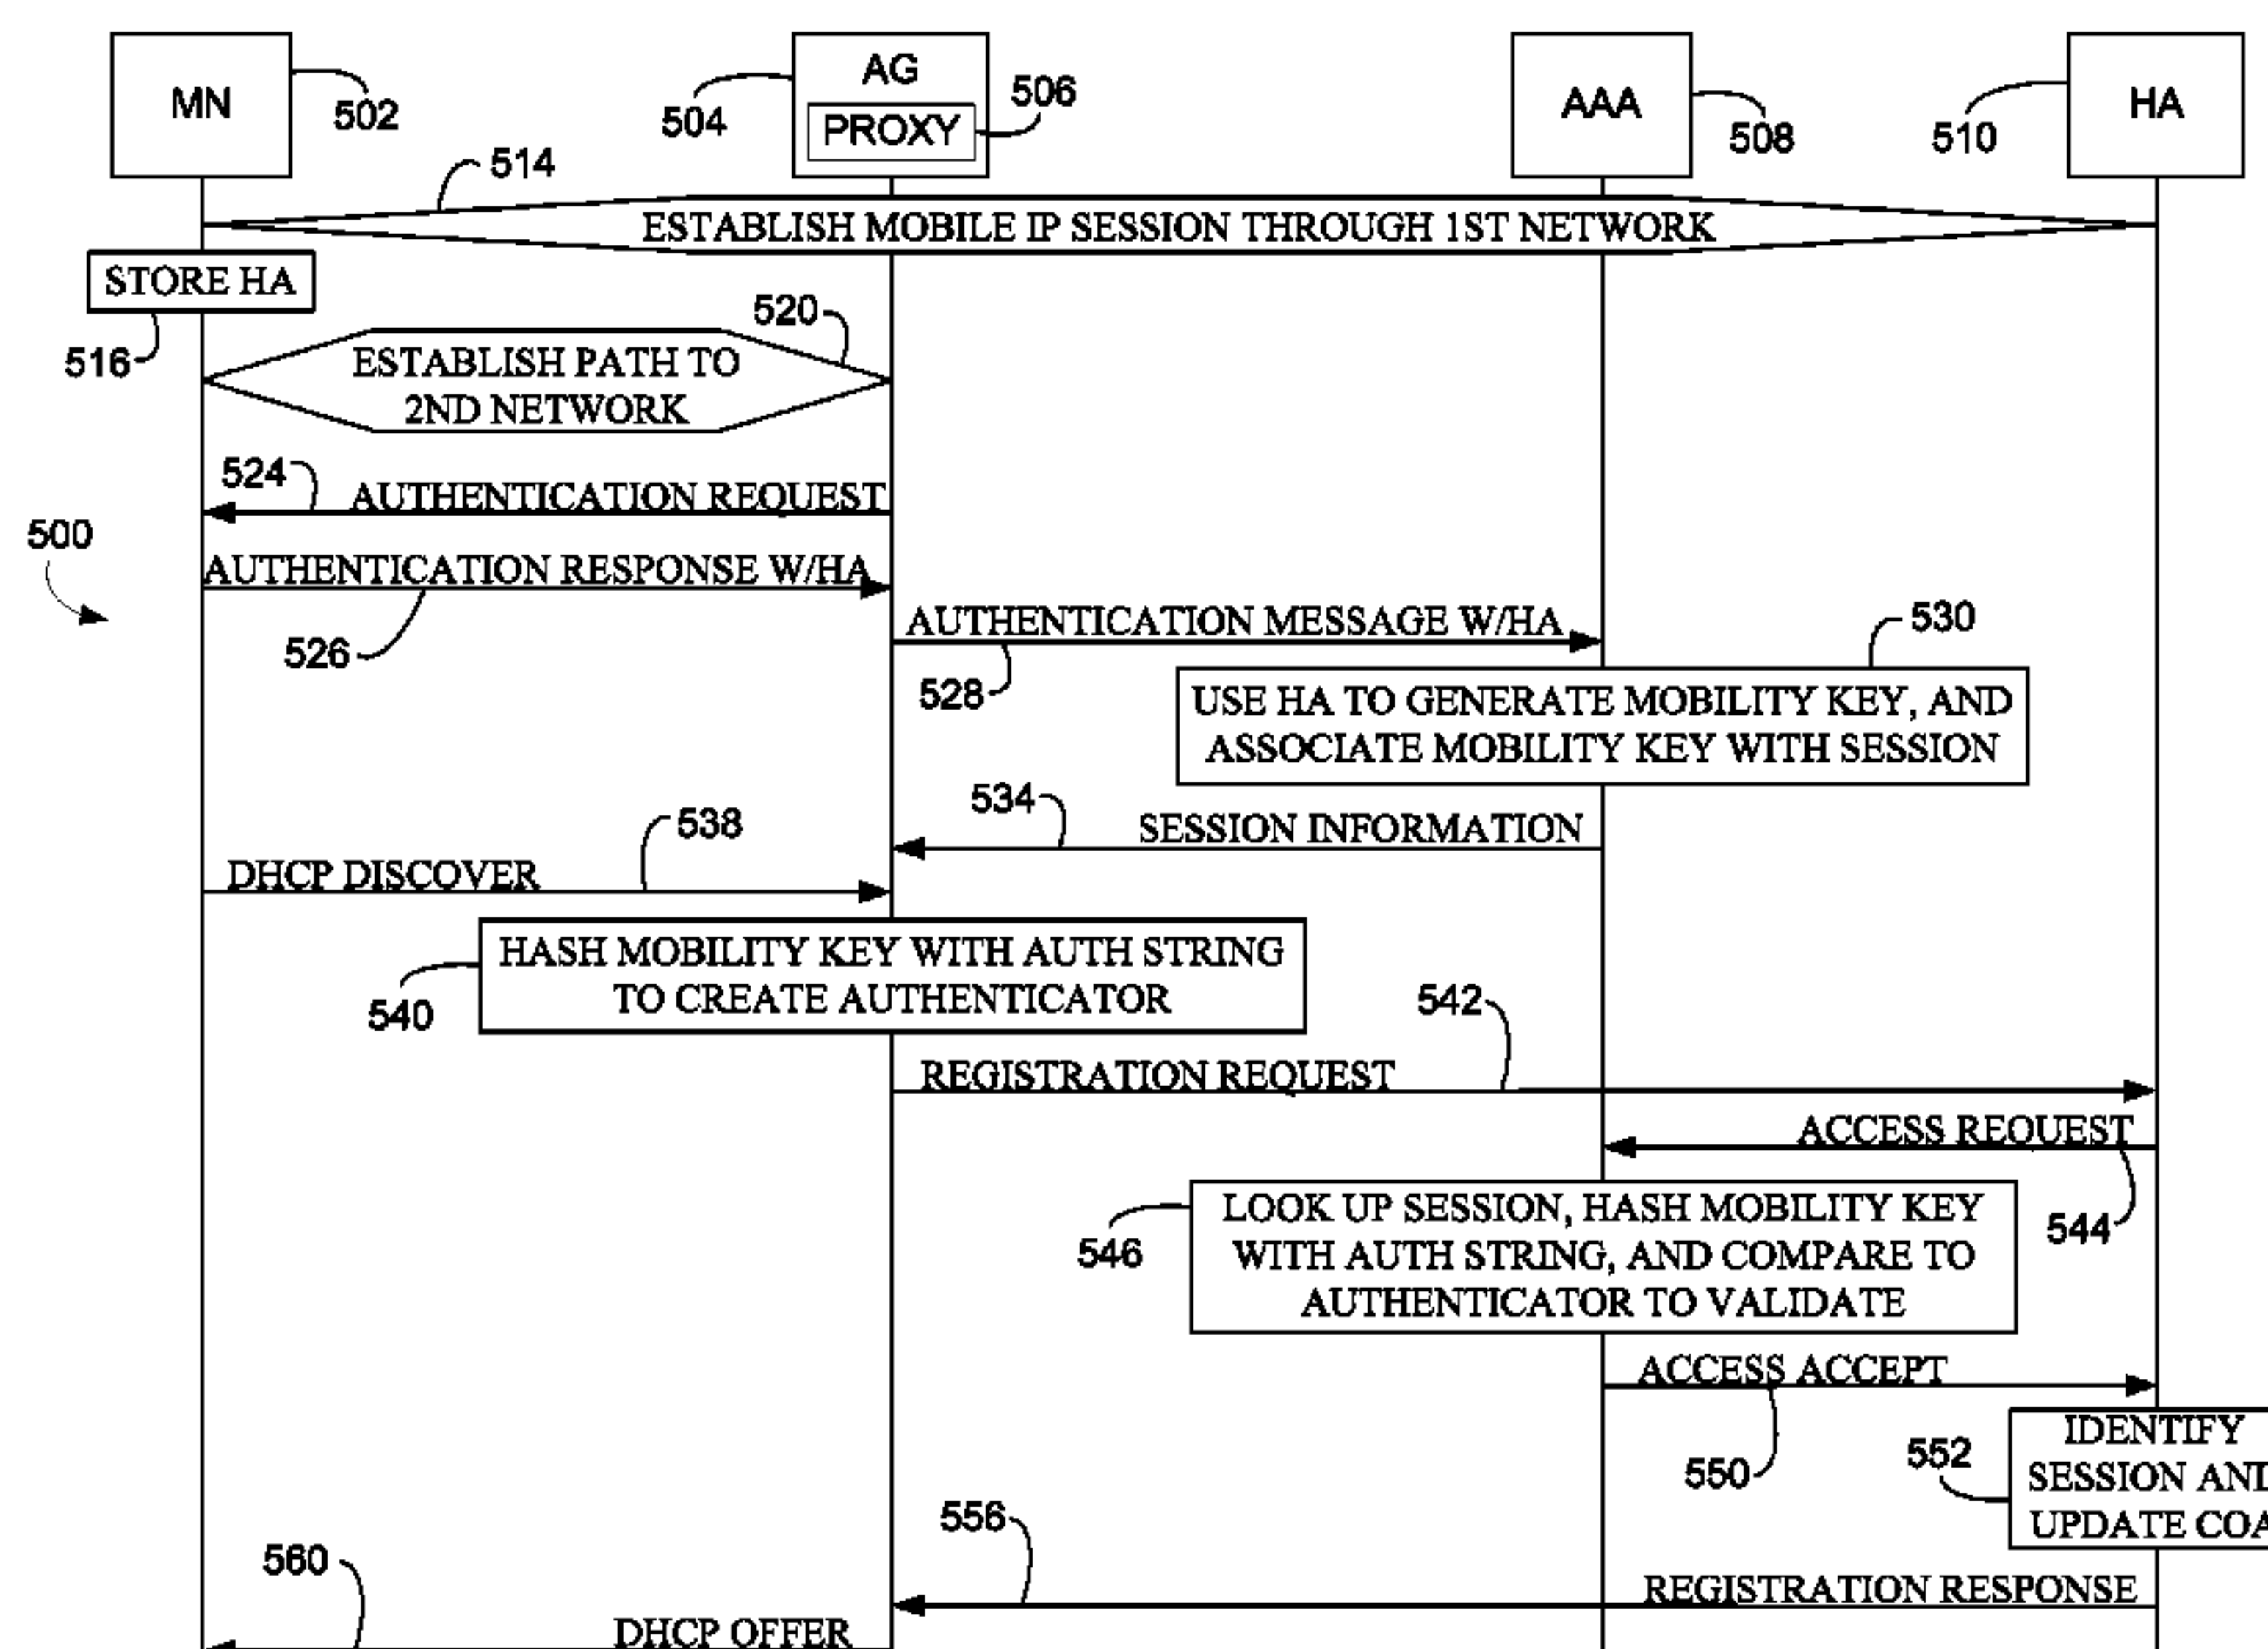 MN
502
504
AG
PROXY
506
AAA
508
510
HA
514
ESTABLISH MOBILE IP SESSION THROUGH 1ST NETWORK
STORE HA
516
520
ESTABLISH PATH TO
2ND NETWORK
524
AUTHENTICATION REQUEST
500
AUTHENTICATION RESPONSE W/HA
526
AUTHENTICATION MESSAGE W/HA
528
530
USE HA TO GENERATE MOBILITY KEY, AND
ASSOCIATE MOBILITY KEY WITH SESSION
534
SESSION INFORMATION
538
DHCP DISCOVER
HASH MOBILITY KEY WITH AUTH STRING
TO CREATE AUTHENTICATOR
540
542
REGISTRATION REQUEST
ACCESS REQUEST
544
LOOK UP SESSION, HASH MOBILITY KEY
WITH AUTH STRING, AND COMPARE TO
AUTHENTICATOR TO VALIDATE
546
ACCESS ACCEPT
550
IDENTIFY
SESSION AND
UPDATE COA
552
556
REGISTRATION RESPONSE
560
DHCP OFFER